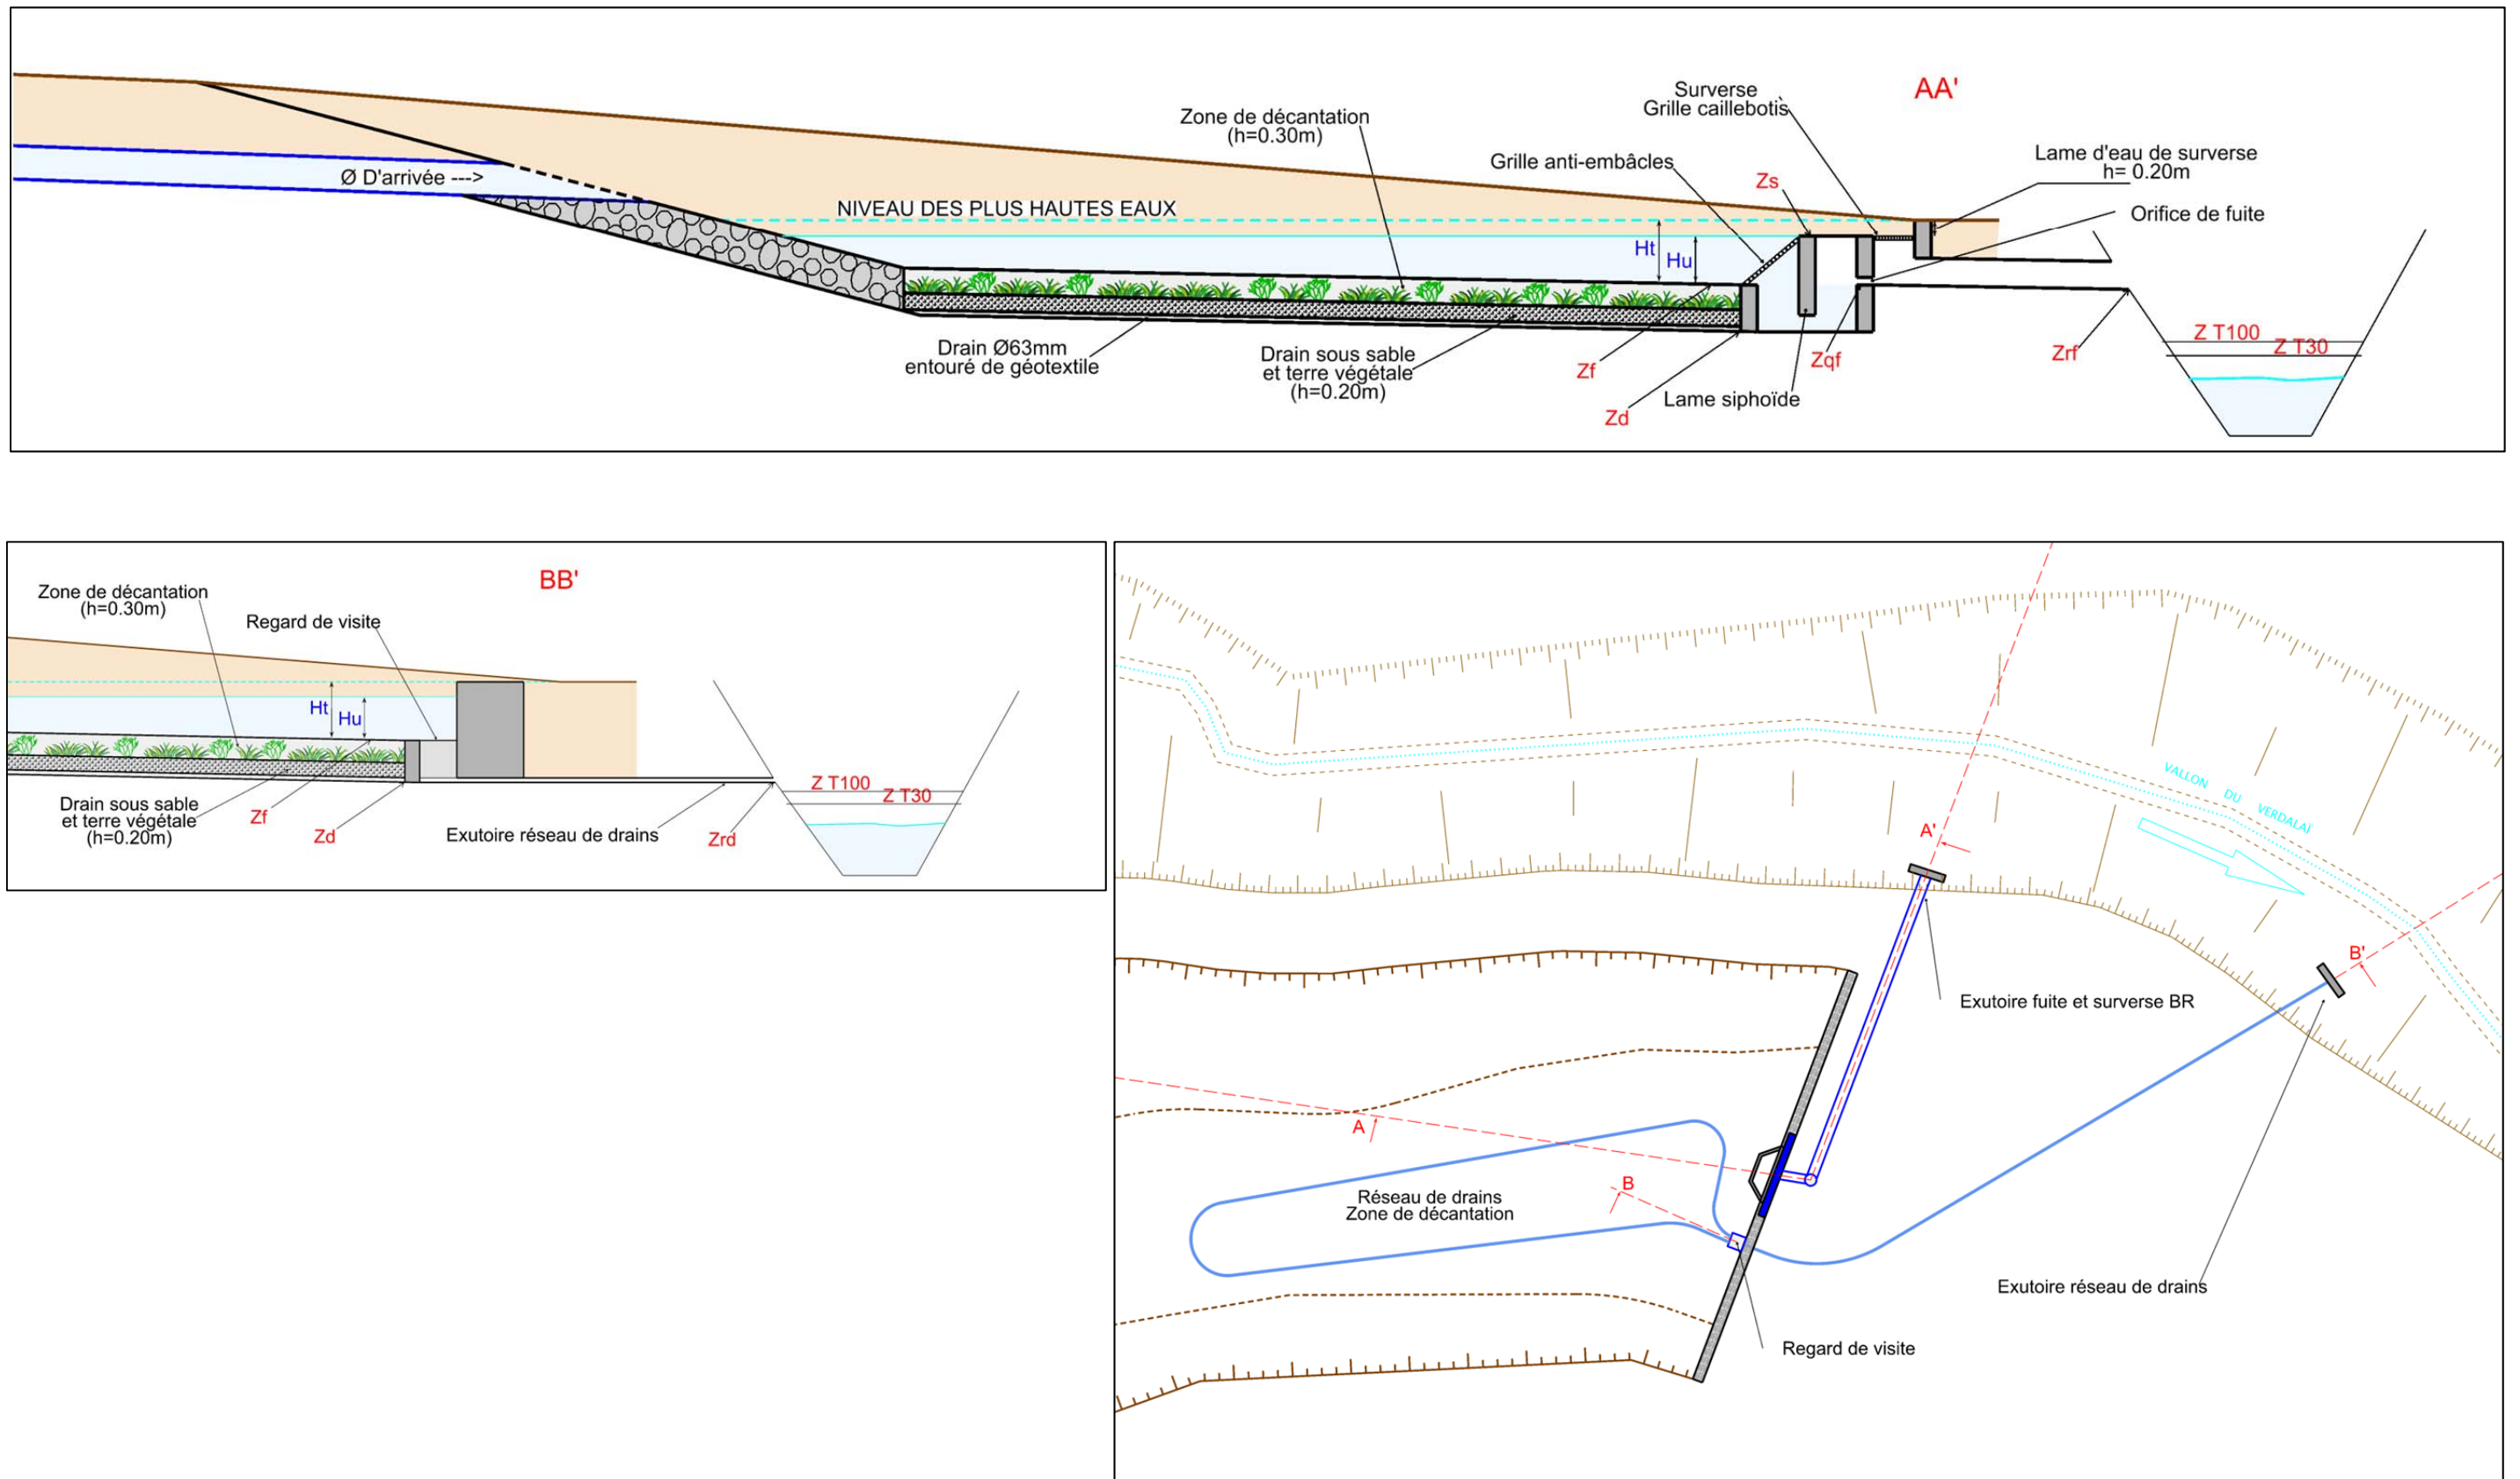 AA'
Surverse
Grille caillebotis
Zone de décantation
(h=0.30m)
Lame d'eau de surverse
h= 0.20m
Grille anti-embâcles
Ø D'arrivée --->
Zs
NIVEAU DES PLUS HAUTES EAUX
Orifice de fuite
Ht
Hu
Z T100
Z T30
Drain Ø63mm
entouré de géotextile
Drain sous sable
et terre végétale
(h=0.20m)
Zf
Zqf
Zrf
Lame siphoïde
Zd
BB'
Zone de décantation
(h=0.30m)
Regard de visite
Ht
Hu
Z T100
Z T30
Drain sous sable
et terre végétale
(h=0.20m)
Zf
Zd
Exutoire réseau de drains
Zrd
VALLON DU VERDALAÏ
A'
B'
Exutoire fuite et surverse BR
A
B
Réseau de drains
Zone de décantation
Exutoire réseau de drains
Regard de visite